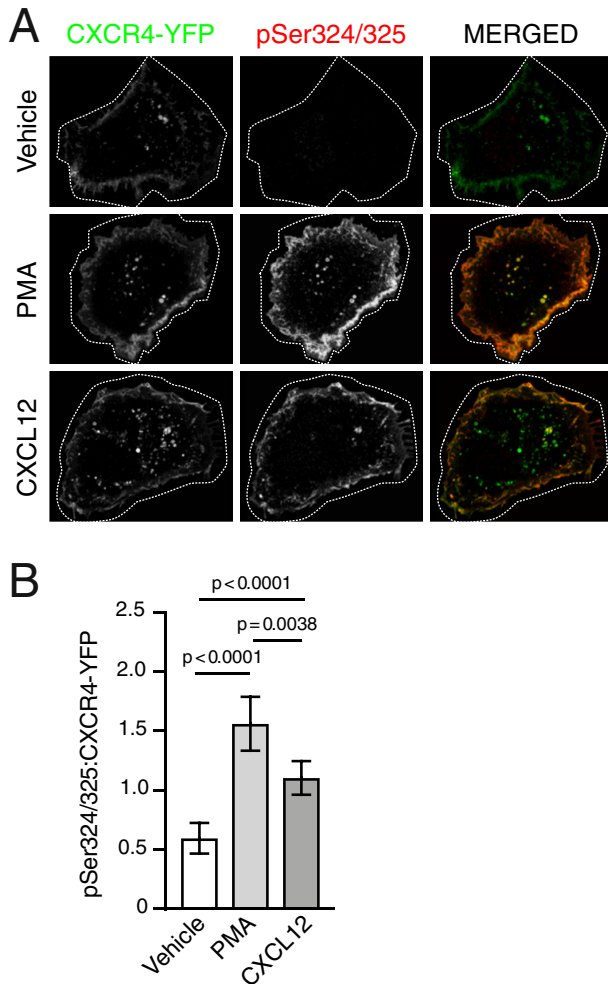 A
CXCR4-YFP pSer324/325 MERGED
Vehicle
PMA
CXCL12
B
p<0.0001
p=0.0038
p<0.0001
pSer324/325:CXCR4-YFP
2.5
2.0
1.5
1.0
0.5
0
Vehicle PMA CXCL12